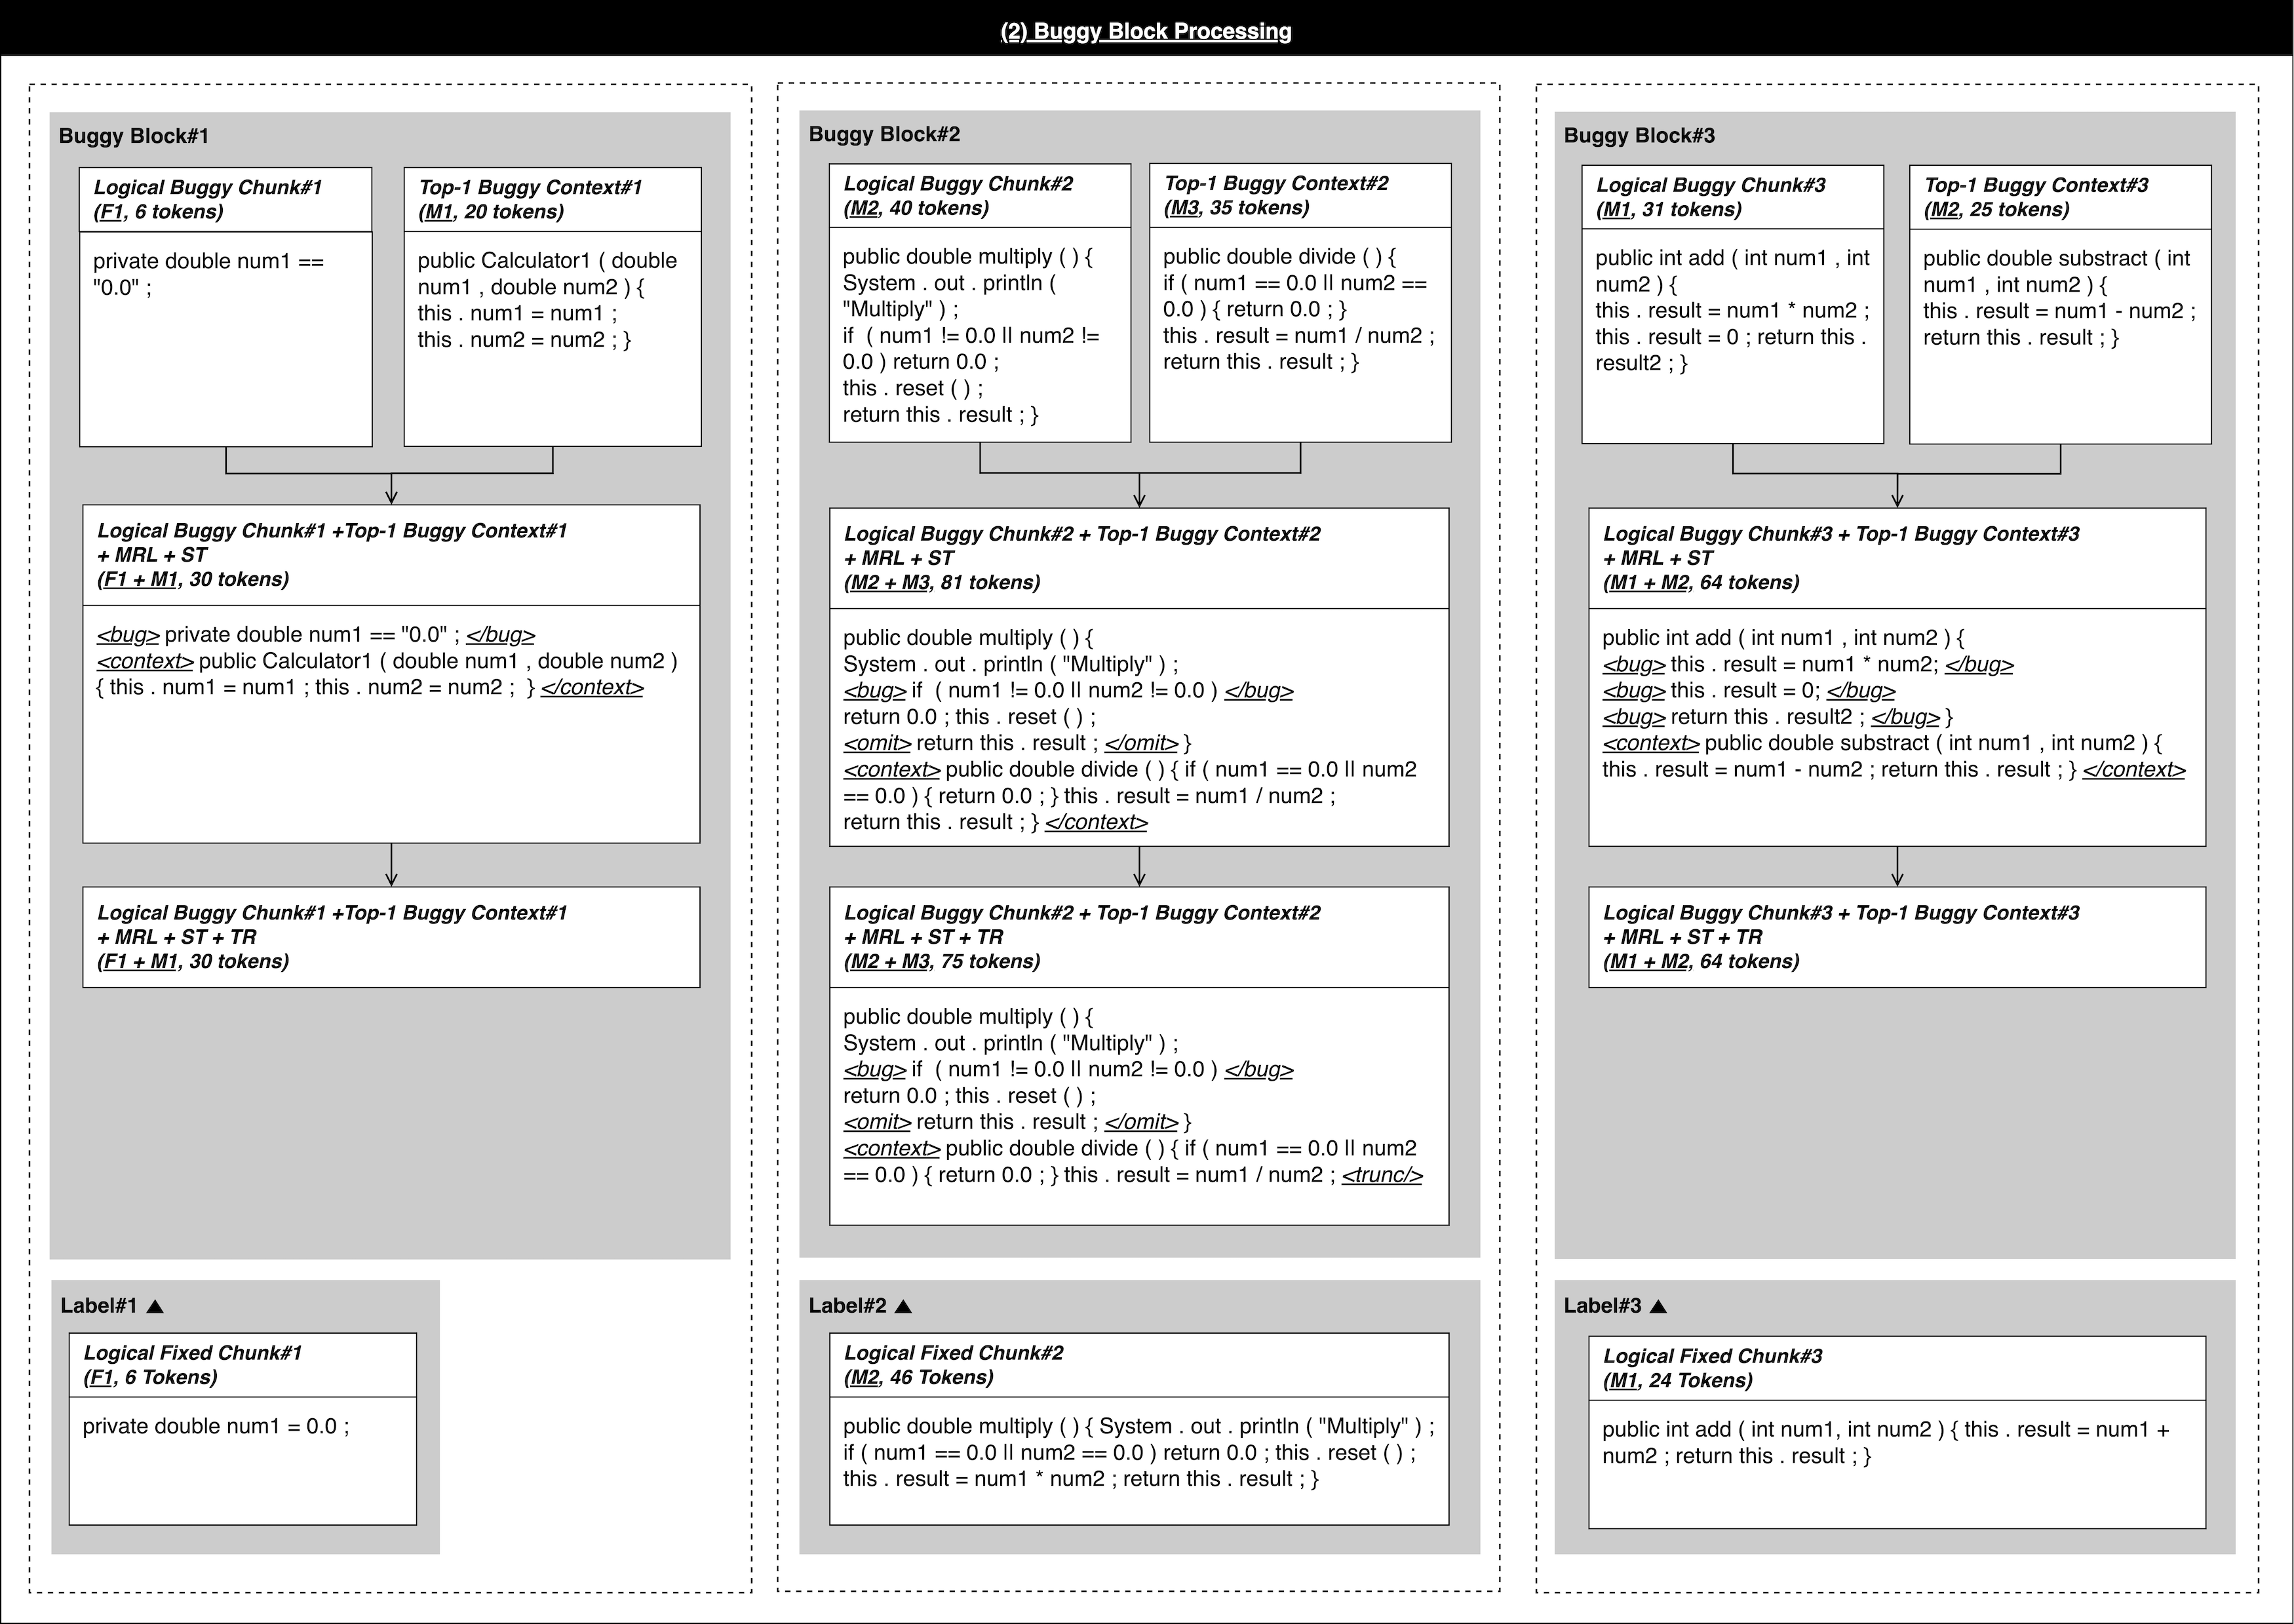 (2) Buggy Block Processing
Buggy Block#1
Logical Buggy Chunk#1
(F1, 6 tokens)
private double num1 ==
"0.0" ;
Top-1 Buggy Context#1
(M1, 20 tokens)
public Calculator1 ( double
num1 , double num2 ) {
this . num1 = num1 ;
this . num2 = num2 ; }
Logical Buggy Chunk#1 +Top-1 Buggy Context#1
+ MRL + ST
(F1 + M1, 30 tokens)
<bug> private double num1 == "0.0" ; </bug>
<context> public Calculator1 ( double num1 , double num2 )
{ this . num1 = num1 ; this . num2 = num2 ;  } </context>
Logical Buggy Chunk#1 +Top-1 Buggy Context#1
+ MRL + ST + TR
(F1 + M1, 30 tokens)
Label#1 ▲
Logical Fixed Chunk#1
(F1, 6 Tokens)
private double num1 = 0.0 ;
Buggy Block#2
Logical Buggy Chunk#2
(M2, 40 tokens)
public double multiply ( ) {
System . out . println (
"Multiply" ) ;
if  ( num1 != 0.0 || num2 !=
0.0 ) return 0.0 ;
this . reset ( ) ;
return this . result ; }
Top-1 Buggy Context#2
(M3, 35 tokens)
public double divide ( ) {
if ( num1 == 0.0 || num2 ==
0.0 ) { return 0.0 ; }
this . result = num1 / num2 ;
return this . result ; }
Logical Buggy Chunk#2 + Top-1 Buggy Context#2
+ MRL + ST
(M2 + M3, 81 tokens)
public double multiply ( ) {
System . out . println ( "Multiply" ) ;
<bug> if  ( num1 != 0.0 || num2 != 0.0 ) </bug>
return 0.0 ; this . reset ( ) ;
<omit> return this . result ; </omit> }
<context> public double divide ( ) { if ( num1 == 0.0 || num2
== 0.0 ) { return 0.0 ; } this . result = num1 / num2 ;
return this . result ; } </context>
Logical Buggy Chunk#2 + Top-1 Buggy Context#2
+ MRL + ST + TR
(M2 + M3, 75 tokens)
public double multiply ( ) {
System . out . println ( "Multiply" ) ;
<bug> if  ( num1 != 0.0 || num2 != 0.0 ) </bug>
return 0.0 ; this . reset ( ) ;
<omit> return this . result ; </omit> }
<context> public double divide ( ) { if ( num1 == 0.0 || num2
== 0.0 ) { return 0.0 ; } this . result = num1 / num2 ; <trunc/>
Label#2 ▲
Logical Fixed Chunk#2
(M2, 46 Tokens)
public double multiply ( ) { System . out . println ( "Multiply" ) ;
if ( num1 == 0.0 || num2 == 0.0 ) return 0.0 ; this . reset ( ) ;
this . result = num1 * num2 ; return this . result ; }
Buggy Block#3
Logical Buggy Chunk#3
(M1, 31 tokens)
public int add ( int num1 , int
num2 ) {
this . result = num1 * num2 ;
this . result = 0 ; return this .
result2 ; }
Top-1 Buggy Context#3
(M2, 25 tokens)
public double substract ( int
num1 , int num2 ) {
this . result = num1 - num2 ;
return this . result ; }
Logical Buggy Chunk#3 + Top-1 Buggy Context#3
+ MRL + ST
(M1 + M2, 64 tokens)
public int add ( int num1 , int num2 ) {
<bug> this . result = num1 * num2; </bug>
<bug> this . result = 0; </bug>
<bug> return this . result2 ; </bug> }
<context> public double substract ( int num1 , int num2 ) {
this . result = num1 - num2 ; return this . result ; } </context>
Logical Buggy Chunk#3 + Top-1 Buggy Context#3
+ MRL + ST + TR
(M1 + M2, 64 tokens)
Label#3 ▲
Logical Fixed Chunk#3
(M1, 24 Tokens)
public int add ( int num1, int num2 ) { this . result = num1 +
num2 ; return this . result ; }